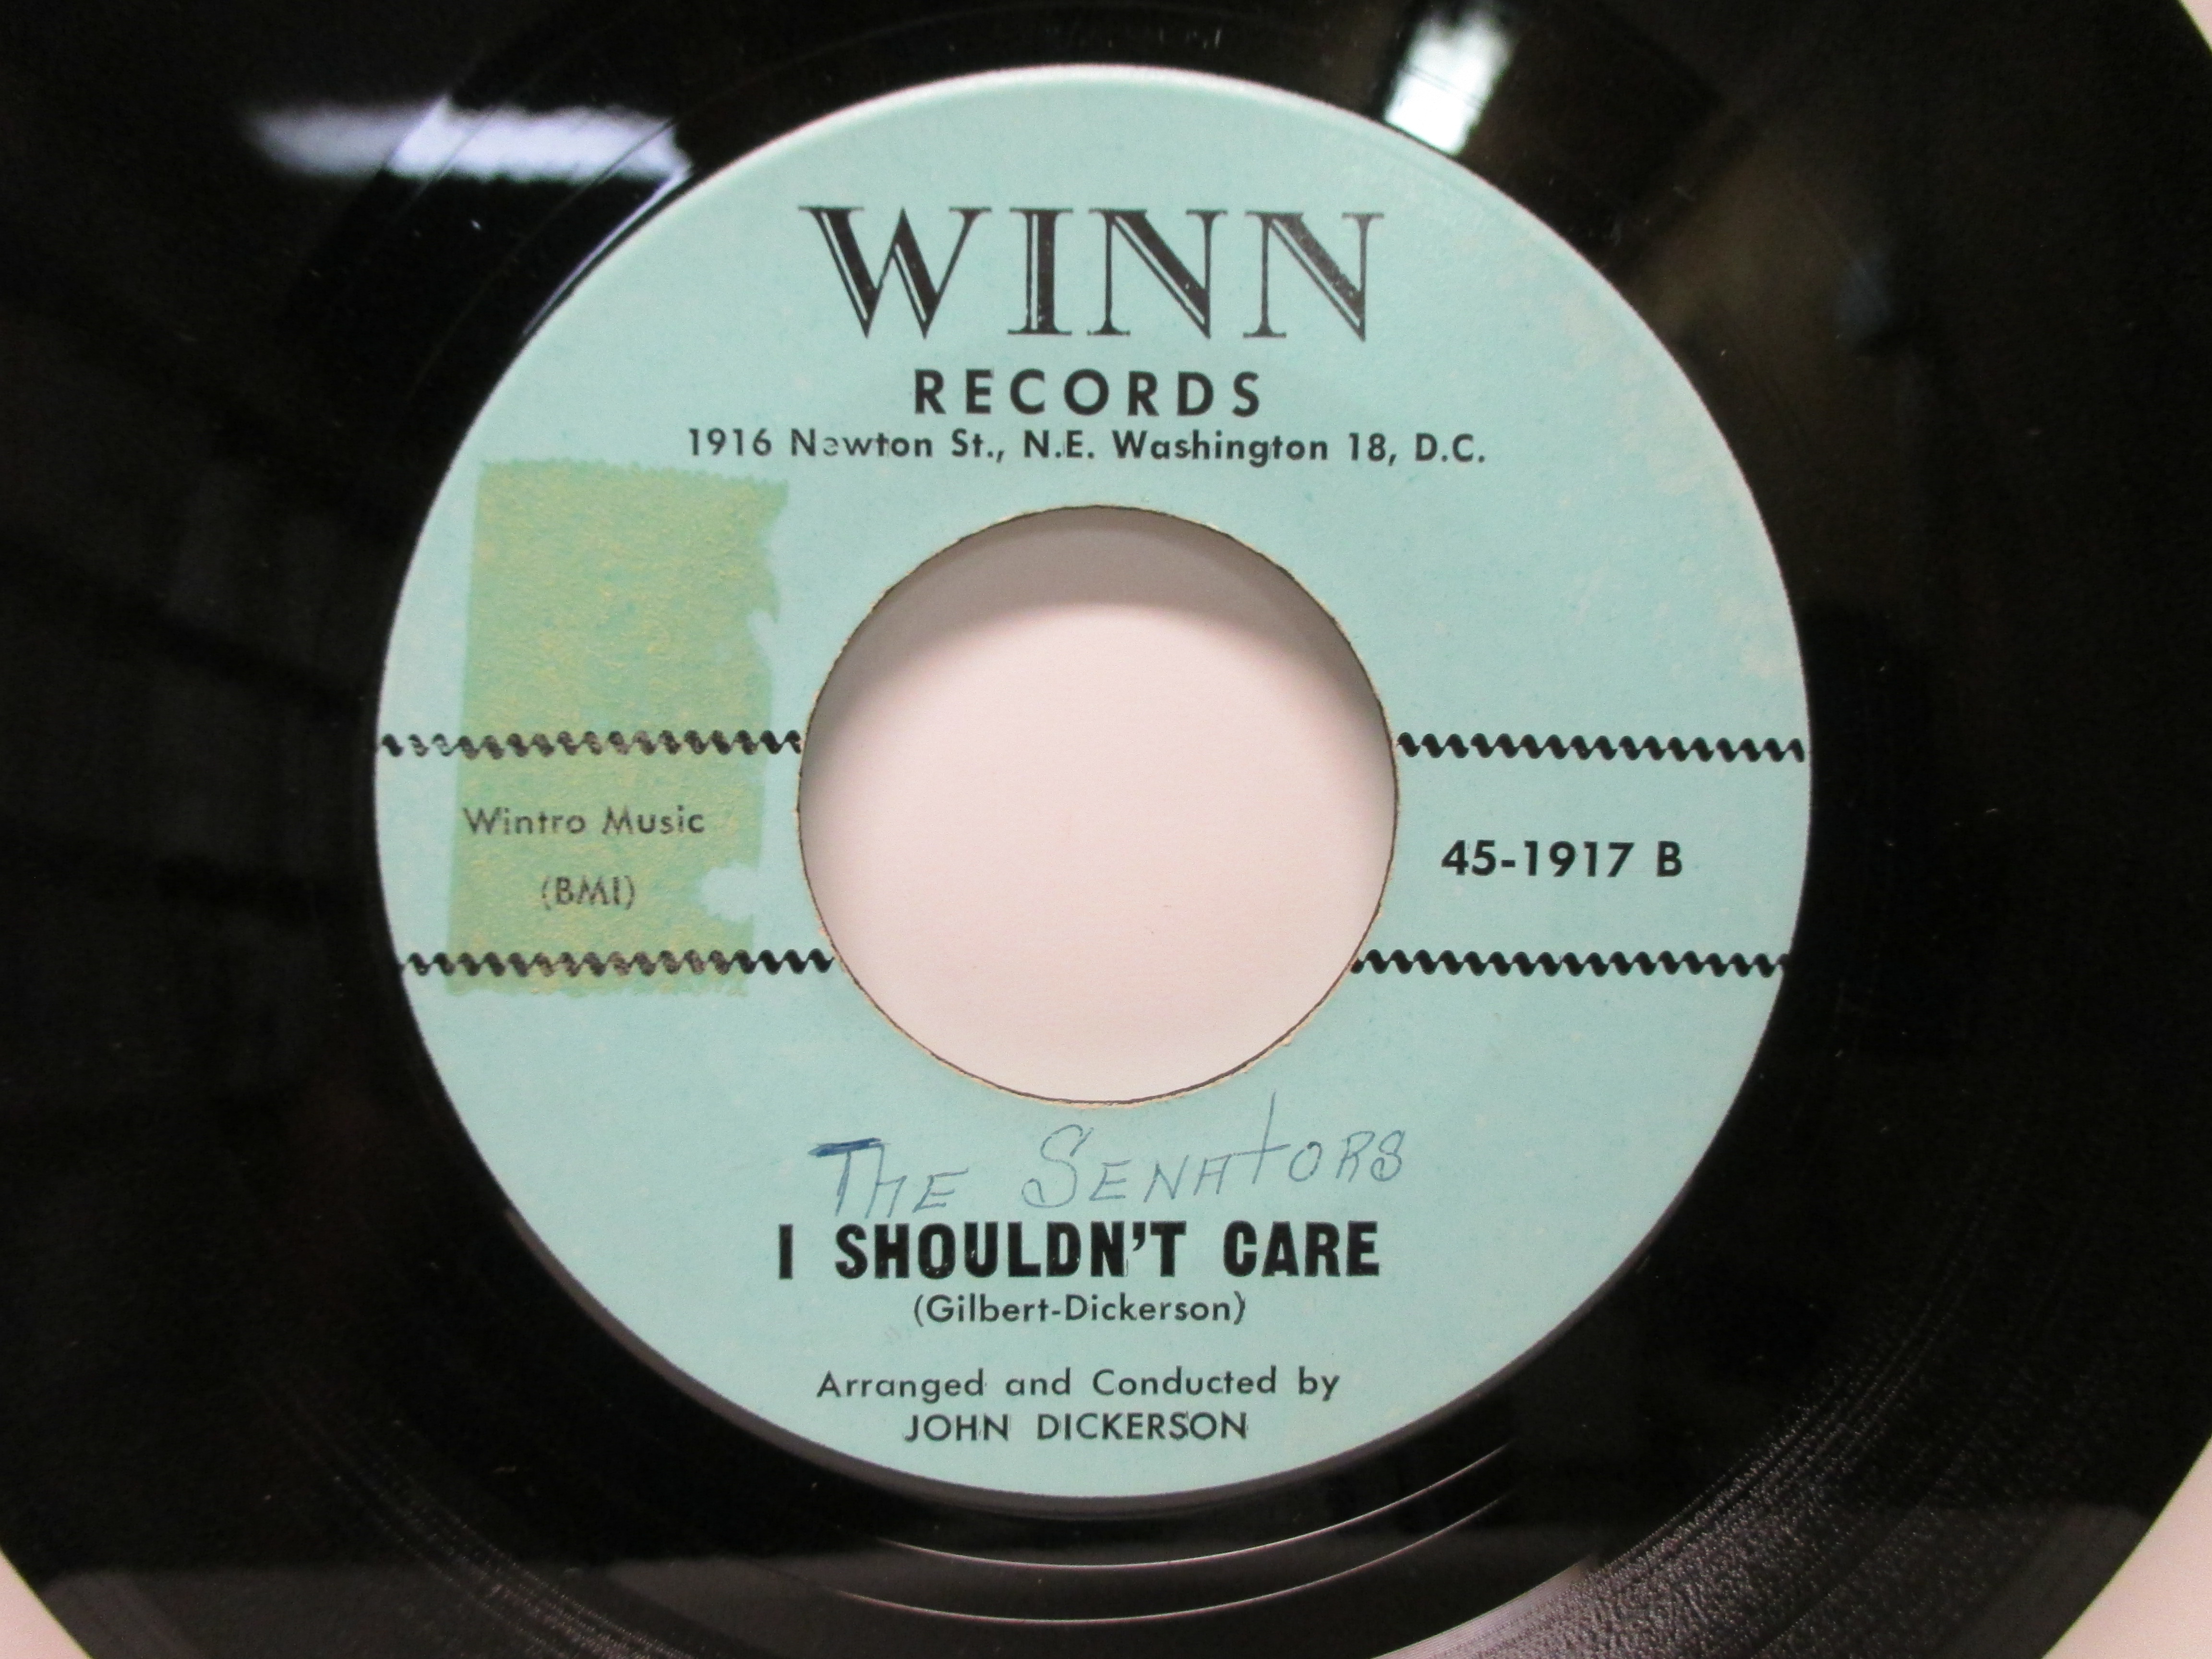 WINN
RECORDS
1916 Newton St., N.E. Washington 18, D.C.
Wintro Music
(BMI)
45-1917 B
THE SENATORS
I SHOULDN'T CARE
(Gilbert-Dickerson)
Arranged and Conducted by
JOHN DICKERSON